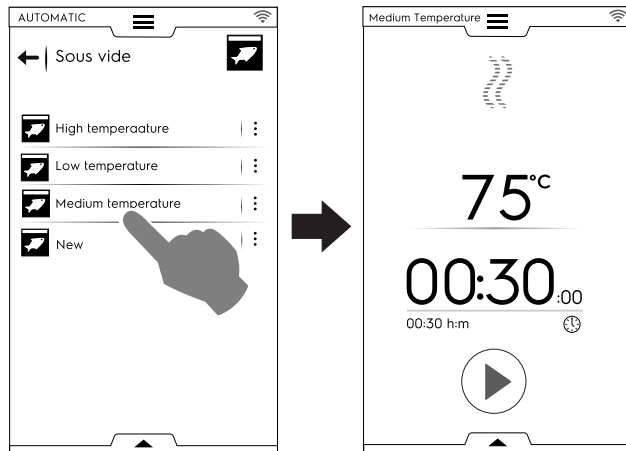 AUTOMATIC
Sous vide
High temperaature
Low temperature
Medium temperature
New
Medium Temperature
75°C
00:30:00
00:30 h:m